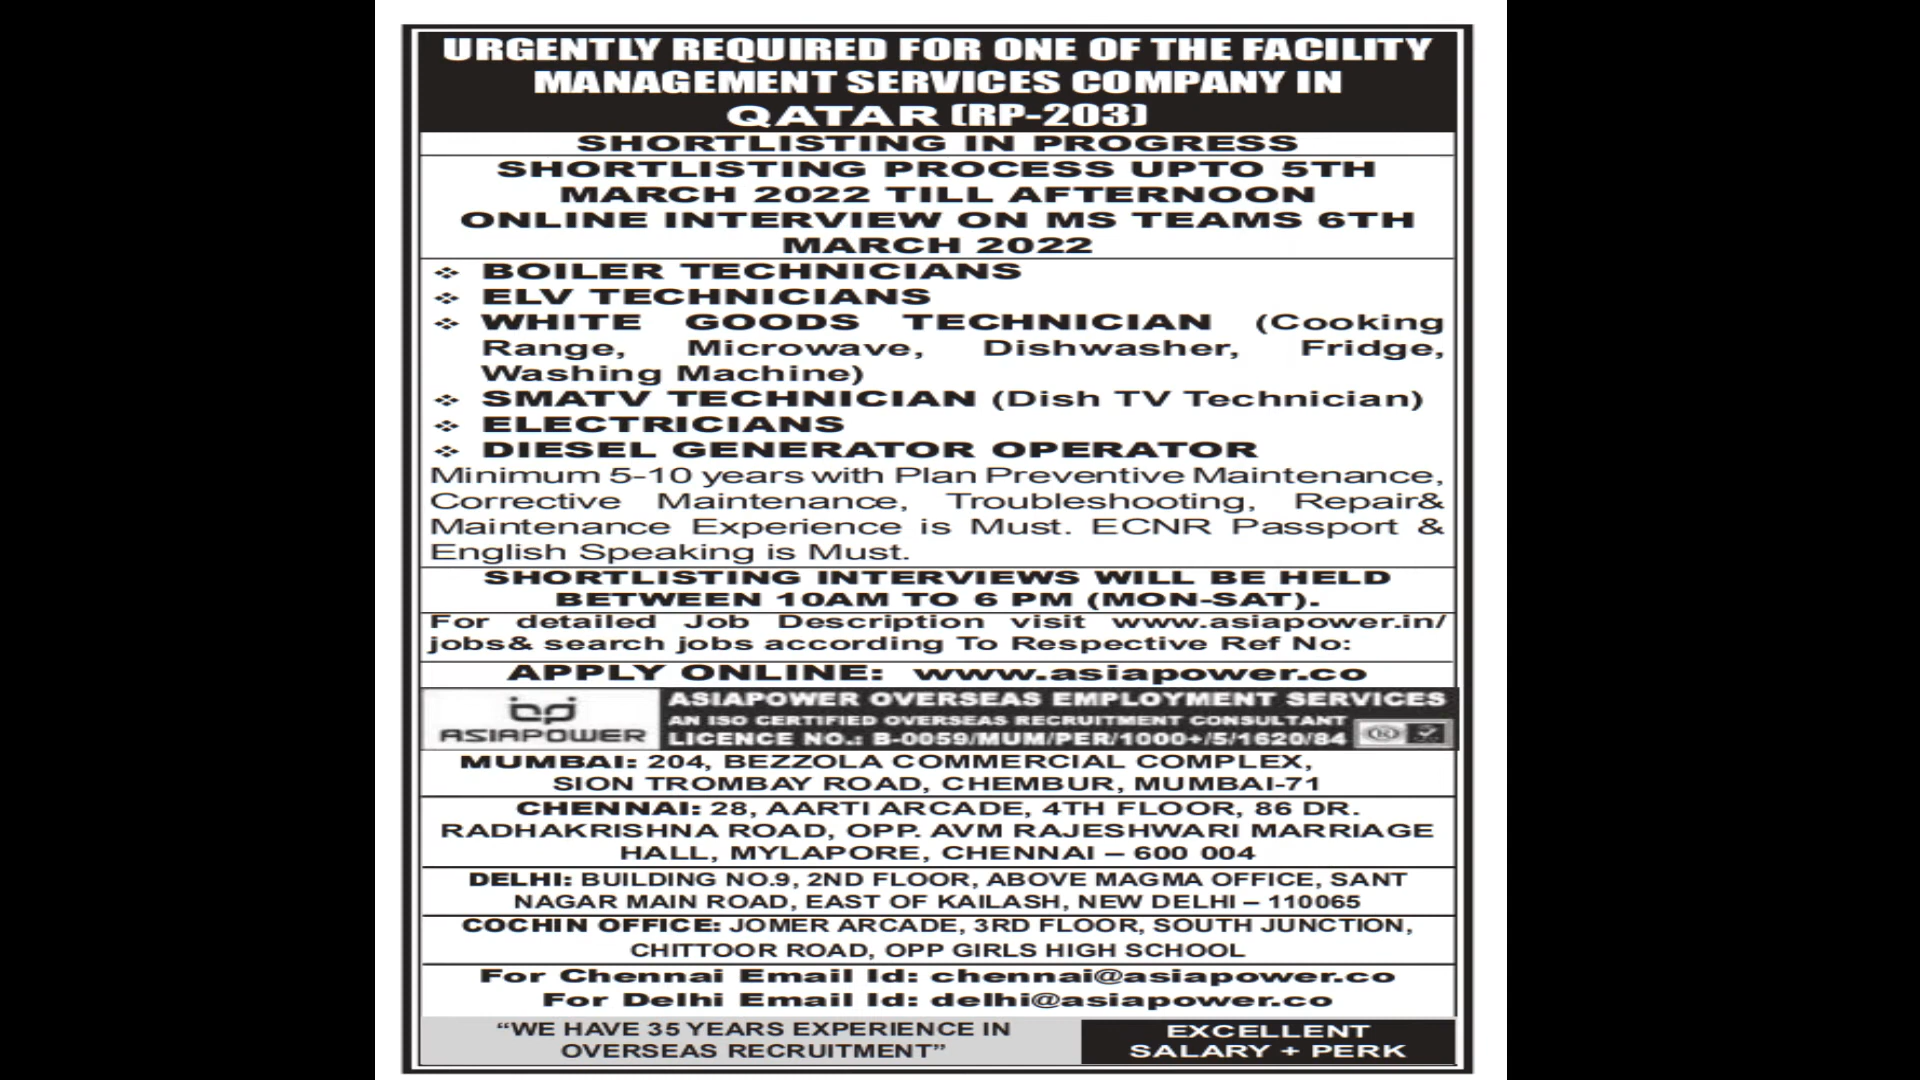 URGENTLY REQUIRED FOR ONE OF THE FACILITY
MANAGEMENT SERVICES COMPANY IN
QATAR (RP-203)
SHORTLISTING IN PROGRESS
SHORTLISTING PROCESS UPTO 5TH
MARCH 2022 TILL AFTERNOON
ONLINE INTERVIEW ON MS TEAMS 6TH
MARCH 2022
❖ BOILER TECHNICIANS
❖ ELV TECHNICIANS
❖ WHITE GOODS TECHNICIAN (Cooking
Range, Microwave, Dishwasher, Fridge,
Washing Machine)
❖ SMATV TECHNICIAN (Dish TV Technician)
❖ ELECTRICIANS
❖ DIESEL GENERATOR OPERATOR
Minimum 5-10 years with Plan Preventive Maintenance,
Corrective Maintenance, Troubleshooting, Repair&
Maintenance Experience is Must. ECNR Passport &
English Speaking is Must.
SHORTLISTING INTERVIEWS WILL BE HELD
BETWEEN 10AM TO 6 PM (MON-SAT).
For detailed Job Description visit www.asiapower.in/
jobs& search jobs according To Respective Ref No:
APPLY ONLINE: www.asiapower.co
ASIAPOWER
ASIAPOWER OVERSEAS EMPLOYMENT SERVICES
AN ISO CERTIFIED OVERSEAS RECRUITMENT CONSULTANT
LICENCE NO.: B-0059/MUM/PER/1000+/5/1620/84
MUMBAI: 204, BEZZOLA COMMERCIAL COMPLEX,
SION TROMBAY ROAD, CHEMBUR, MUMBAI-71
CHENNAI: 28, AARTI ARCADE, 4TH FLOOR, 86 DR.
RADHAKRISHNA ROAD, OPP. AVM RAJESHWARI MARRIAGE
HALL, MYLAPORE, CHENNAI – 600 004
DELHI: BUILDING NO.9, 2ND FLOOR, ABOVE MAGMA OFFICE, SANT
NAGAR MAIN ROAD, EAST OF KAILASH, NEW DELHI – 110065
COCHIN OFFICE: JOMER ARCADE, 3RD FLOOR, SOUTH JUNCTION,
CHITTOOR ROAD, OPP GIRLS HIGH SCHOOL
For Chennai Email Id: chennai@asiapower.co
For Delhi Email Id: delhi@asiapower.co
“WE HAVE 35 YEARS EXPERIENCE IN
OVERSEAS RECRUITMENT”
EXCELLENT
SALARY + PERK